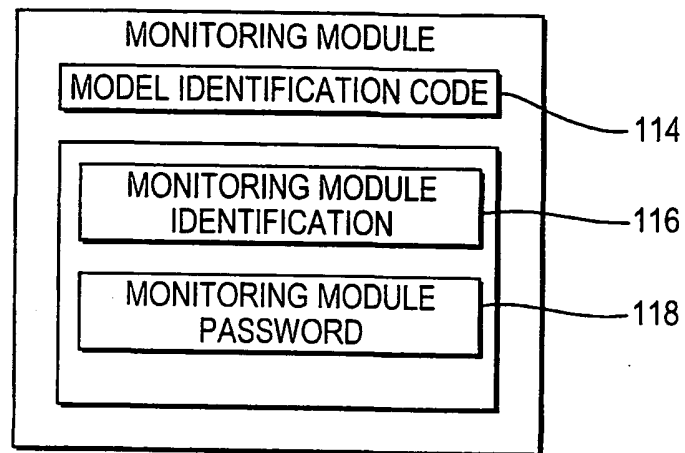 MONITORING MODULE
MODEL IDENTIFICATION CODE
114
MONITORING MODULE
IDENTIFICATION
116
MONITORING MODULE
PASSWORD
118